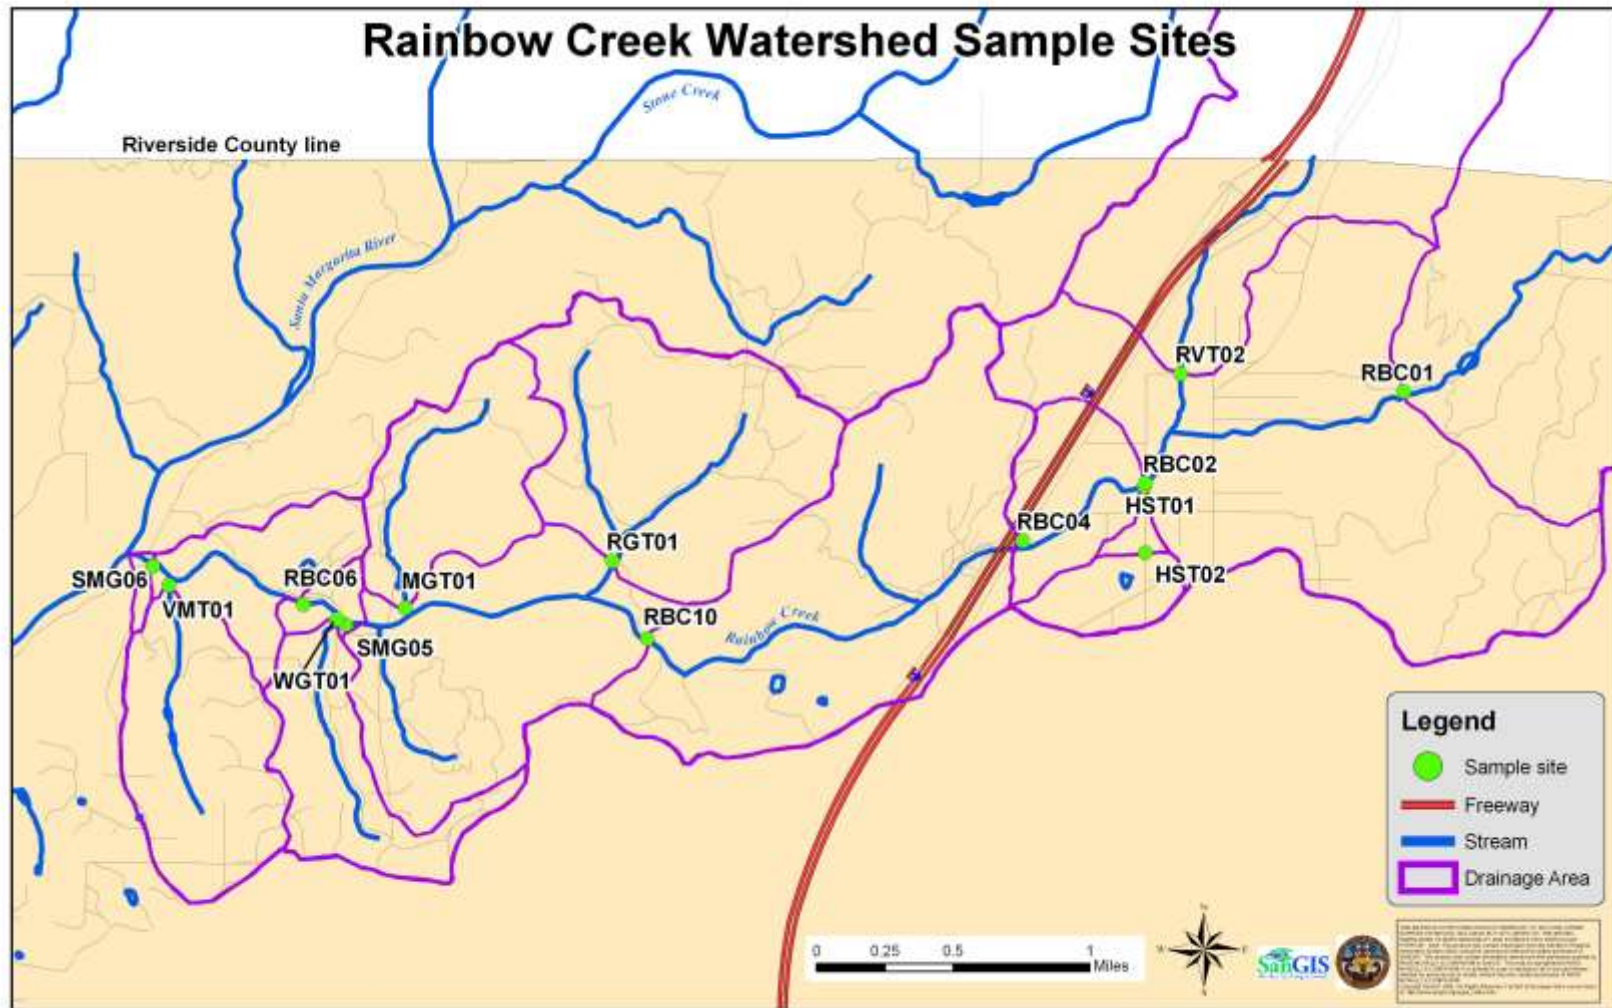 Rainbow Creek Watershed Sample Sites
Stone Creek
Riverside County line
Santa Margarita River
RVT02
RBC01
RBC02
HST01
RBC04
RGT01
HST02
SMG06
RBC06
MGT01
VMT01
RBC10
Rainbow Creek
SMG05
WGT01
Legend
Sample site
Freeway
Stream
Drainage Area
N
0 0.25 0.5 1
Miles
W E
SanGIS
S